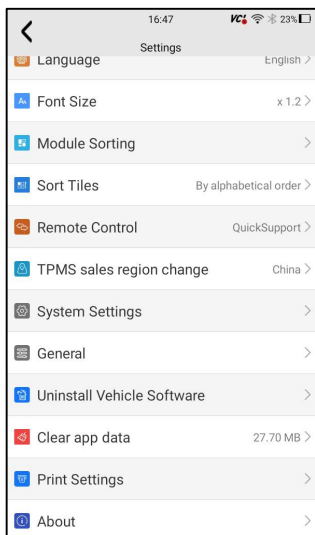 16:47
VCI
23%
Settings
Language English
Aa Font Size x 1.2
Module Sorting
Sort Tiles By alphabetical order
Remote Control QuickSupport
TPMS sales region change China
System Settings
General
Uninstall Vehicle Software
Clear app data 27.70 MB
Print Settings
About